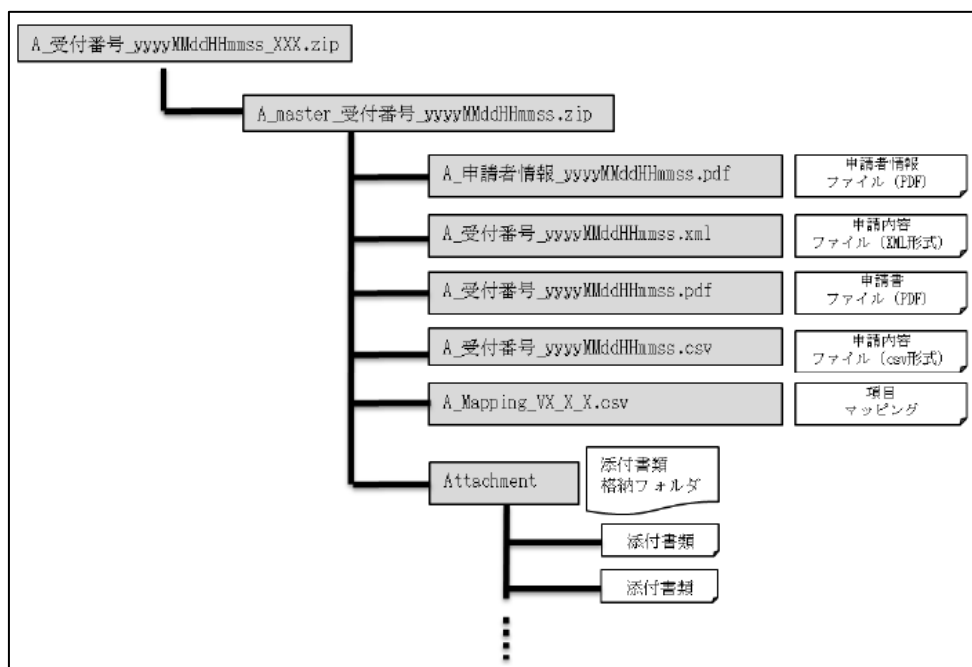 A_受付番号_yyyyMMddHHmmss_XXX.zip
A_master_受付番号_yyyyMMddHHmmss.zip
A_申請者情報_yyyyMMddHHmmss.pdf
申請者情報
ファイル (PDF)
A_受付番号_yyyyMMddHHmmss.xml
申請内容
ファイル (XML形式)
A_受付番号_yyyyMMddHHmmss.pdf
申請書
ファイル (PDF)
A_受付番号_yyyyMMddHHmmss.csv
申請内容
ファイル (csv形式)
A_Mapping_VX_X_X.csv
項目
マッピング
Attachment
添付書類
格納フォルダ
添付書類
添付書類